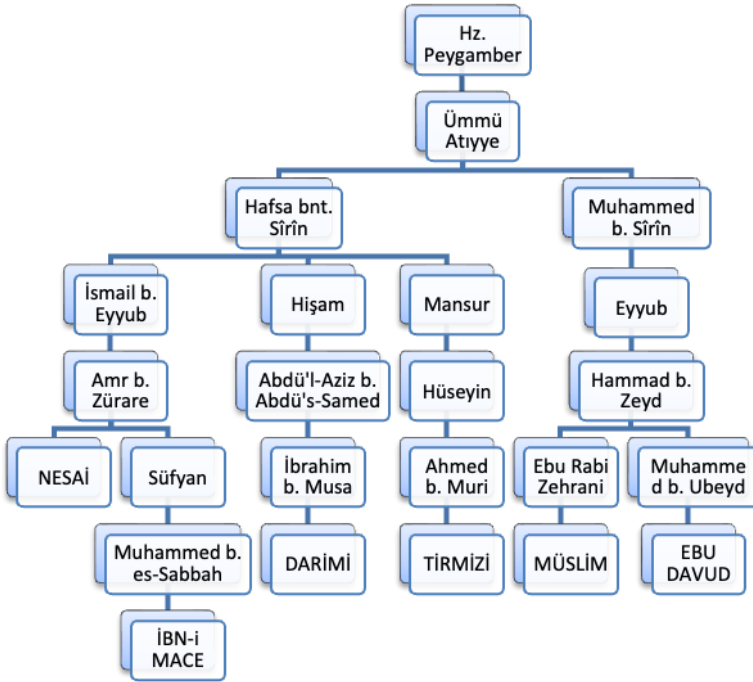 Hz.
Peygamber
Ümmü
Atıyye
Hafsa bnt.
Sîrîn
Muhammed
b. Sîrîn
İsmail b.
Eyyub
Hişam
Mansur
Eyyub
Amr b.
Zürare
Abdü'l-Aziz b.
Abdü's-Samed
Hüseyin
Hammad b.
Zeyd
NESAİ
Süfyan
İbrahim
b. Musa
Ahmed
b. Muri
Ebu Rabi
Zehrani
Muhamme
d b. Ubeyd
Muhammed b.
es-Sabbah
DARİMİ
TİRMİZİ
MÜSLİM
EBU
DAVUD
İBN-i
MACE